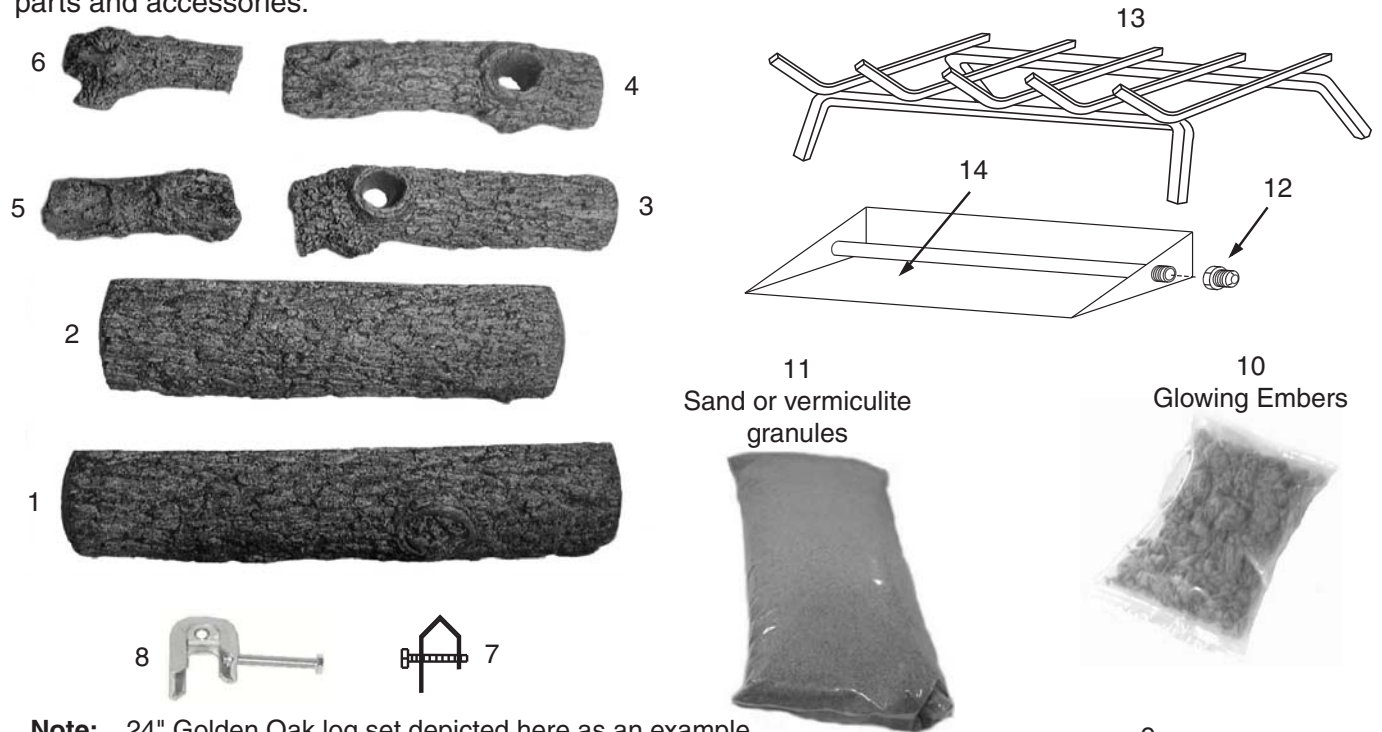 parts and accessories.
13
6
4
14
12
5
3
2
11
Sand or vermiculite
granules
10
Glowing Embers
1
8
7
Note: 24" Golden Oak log set depicted here as an example
9